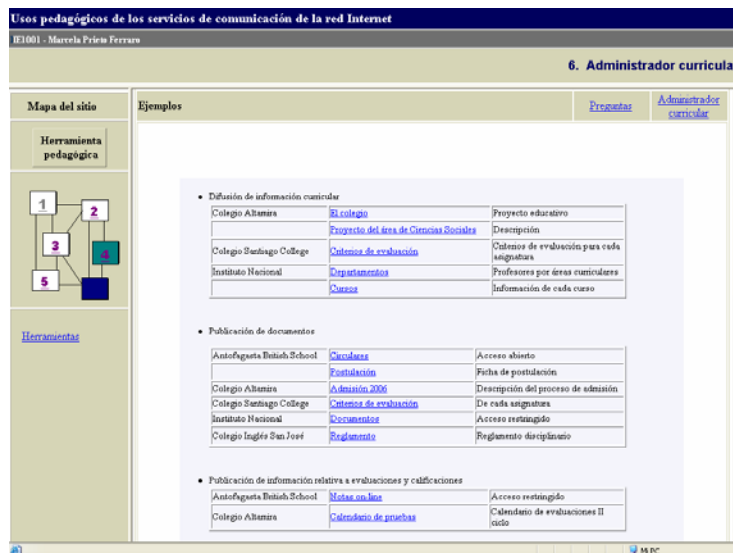 Usos pedagógicos de los servicios de comunicación de la red Internet
IE1001 - Marcela Prieto Ferraro
6. Administrador curricula
Mapa del sitio
Ejemplos
Preguntas
Administrador
curricular
Herramienta
pedagógica
1
2
3
4
5
Herramientas
• Difusión de información curricular
Colegio Altamira El colegio Proyecto educativo
Proyecto del área de Ciencias Sociales Descripción
Colegio Santiago College Criterios de evaluación Criterios de evaluación para cada
asignatura
Instituto Nacional Departamentos Profesores por áreas curriculares
Cursos Información de cada curso
• Publicación de documentos
Antofagasta British School Circulares Acceso abierto
Postulación Ficha de postulación
Colegio Altamira Admisión 2006 Descripción del proceso de admisión
Colegio Santiago College Criterios de evaluación De cada asignatura
Instituto Nacional Documentos Acceso restringido
Colegio Inglés San José Reglamento Reglamento disciplinario
• Publicación de información relativa a evaluaciones y calificaciones
Antofagasta British School Notas on-line Acceso restringido
Colegio Altamira Calendario de pruebas Calendario de evaluaciones II
ciclo
Mi PC